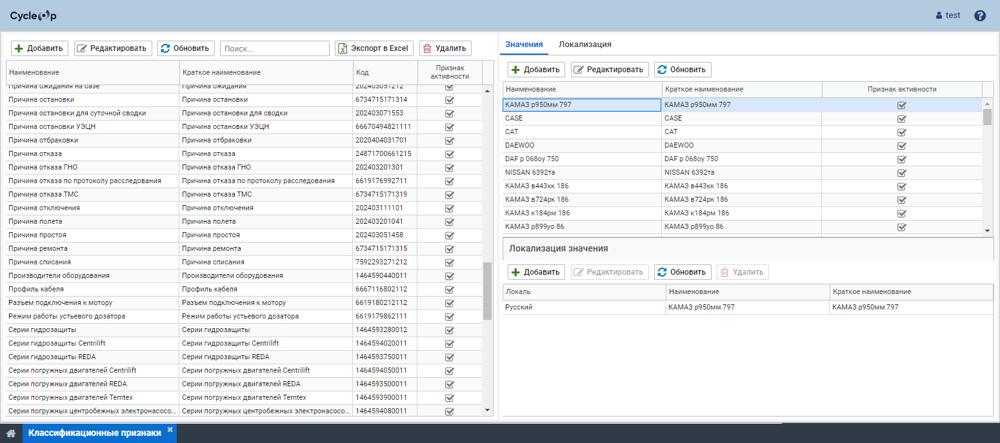 CycleOp
test
Добавить Редактировать Обновить Поиск... Экспорт в Excel Удалить
Наименование Краткое наименование Код Признак активности
Причина ожидания на базе Причина ожидания 202403051212
Причина остановки Причина остановки 6734715171314
Причина остановки для суточной сводки Причина остановки для сводки 202403071553
Причина остановки УЭЦН Причина остановки УЭЦН 66670494821111
Причина отбраковки Причина отбраковки 2020404031701
Причина отказа Причина отказа 24871700661215
Причина отказа ГНО Причина отказа ГНО 202403201301
Причина отказа по протоколу расследования Причина отказа по протоколу расследования 6619176992711
Причина отказа ТМС Причина отказа ТМС 6734715171319
Причина отключения Причина отключения 202403111101
Причина полета Причина полета 202403201041
Причина простоя Причина простоя 202403051458
Причина ремонта Причина ремонта 6734715171315
Причина списания Причина списания 7592293271212
Производители оборудования Производители оборудования 1464590440011
Профиль кабеля Профиль кабеля 6667116802112
Разъем подключения к мотору Разъем подключения к мотору 6619180212112
Режим работы устьевого дозатора Режим работы устьевого дозатора 6619179862111
Серии гидрозащиты Серии гидрозащиты 1464593280012
Серии гидрозащиты Centrilift Серии гидрозащиты Centrilift 1464594020011
Серии гидрозащиты REDA Серии гидрозащиты REDA 1464593750011
Серии погружных двигателей Centrilift Серии погружных двигателей Centrilift 1464594050011
Серии погружных двигателей REDA Серии погружных двигателей REDA 1464593500011
Серии погружных двигателей Temtex Серии погружных двигателей Temtex 1464593900011
Серии погружных центробежных электронасосо... Серии погружных центробежных электронасосо... 1464594080011
Значения Локализация
Добавить Редактировать Обновить
Наименование Краткое наименование Признак активности
КАМАЗ р950мм 797 КАМАЗ р950мм 797
CASE CASE
CAT CAT
DAEWOO DAEWOO
DAF р 068оу 750 DAF р 068оу 750
NISSAN 6392та NISSAN 6392та
КАМАЗ в443кк 186 КАМАЗ в443кк 186
КАМАЗ в724рк 186 КАМАЗ в724рк 186
КАМАЗ к184рм 186 КАМАЗ к184рм 186
КАМАЗ р899уо 86 КАМАЗ р899уо 86
Локализация значения
Добавить Редактировать Обновить Удалить
Локаль Наименование Краткое наименование
Русский КАМАЗ р950мм 797 КАМАЗ р950мм 797
Классификационные признаки